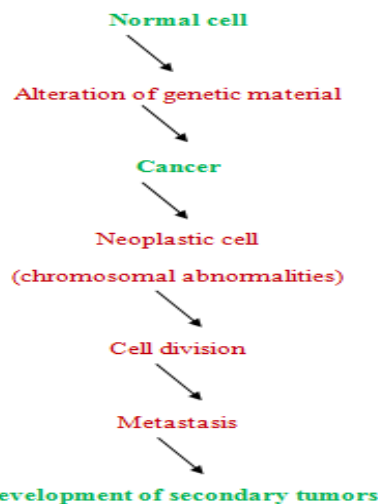 Normal cell
Alteration of genetic material
Cancer
Neoplastic cell
(chromosomal abnormalities)
Cell division
Metastasis
evelopment of secondary tumors